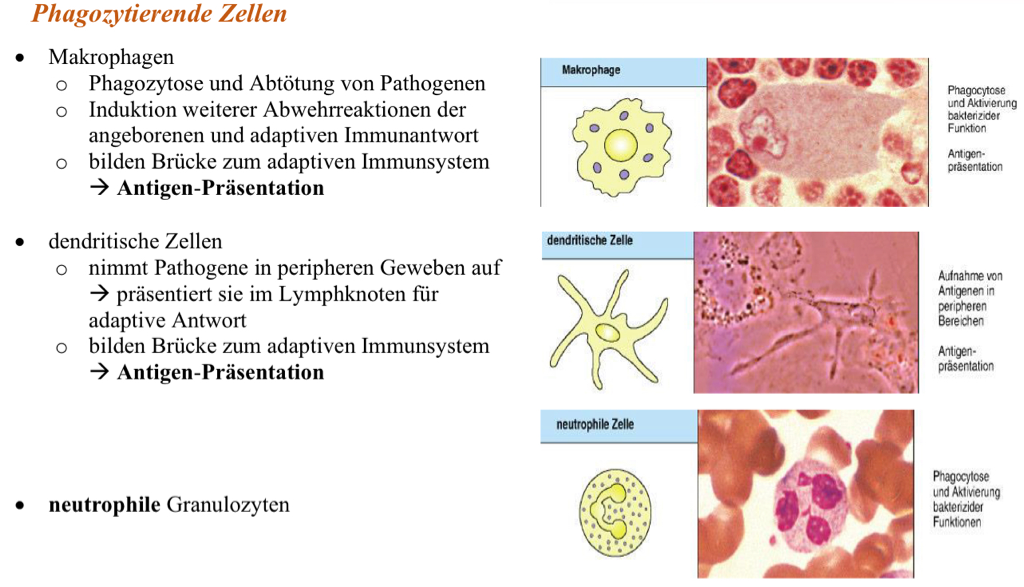 Phagozytierende Zellen
• Makrophagen
o Phagozytose und Abtötung von Pathogenen
o Induktion weiterer Abwehrreaktionen der
angeborenen und adaptiven Immunantwort
o bilden Brücke zum adaptiven Immunsystem
→ Antigen-Präsentation
Makrophage
Phagocytose
und Aktivierung
bakterizider
Funktion
Antigen-
präsentation
• dendritische Zellen
o nimmt Pathogene in peripheren Geweben auf
→ präsentiert sie im Lymphknoten für
adaptive Antwort
o bilden Brücke zum adaptiven Immunsystem
→ Antigen-Präsentation
dendritische Zelle
Aufnahme von
Antigenen in
peripheren
Bereichen
Antigen-
präsentation
• neutrophile Granulozyten
neutrophile Zelle
Phagocytose
und Aktivierung
bakterizider
Funktionen